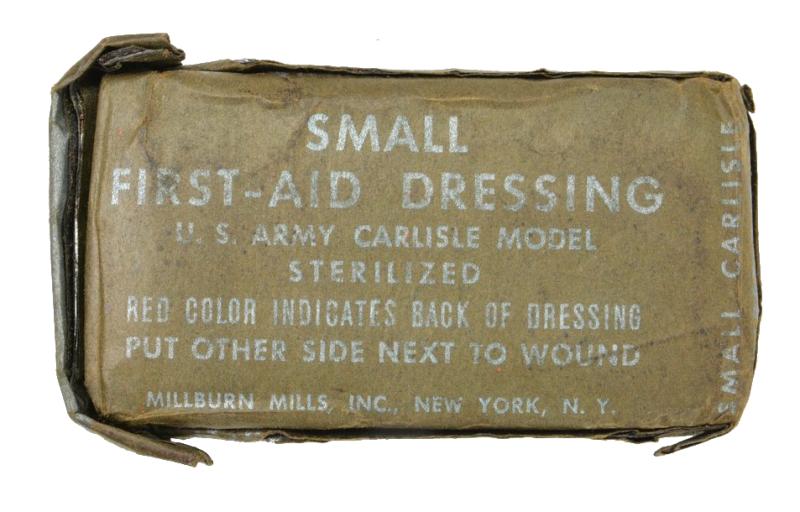 SMALL
FIRST-AID DRESSING
U. S. ARMY CARLISLE MODEL
STERILIZED
RED COLOR INDICATES BACK OF DRESSING
PUT OTHER SIDE NEXT TO WOUND
MILLBURN MILLS, INC., NEW YORK, N. Y.
SMALL CARLISLE